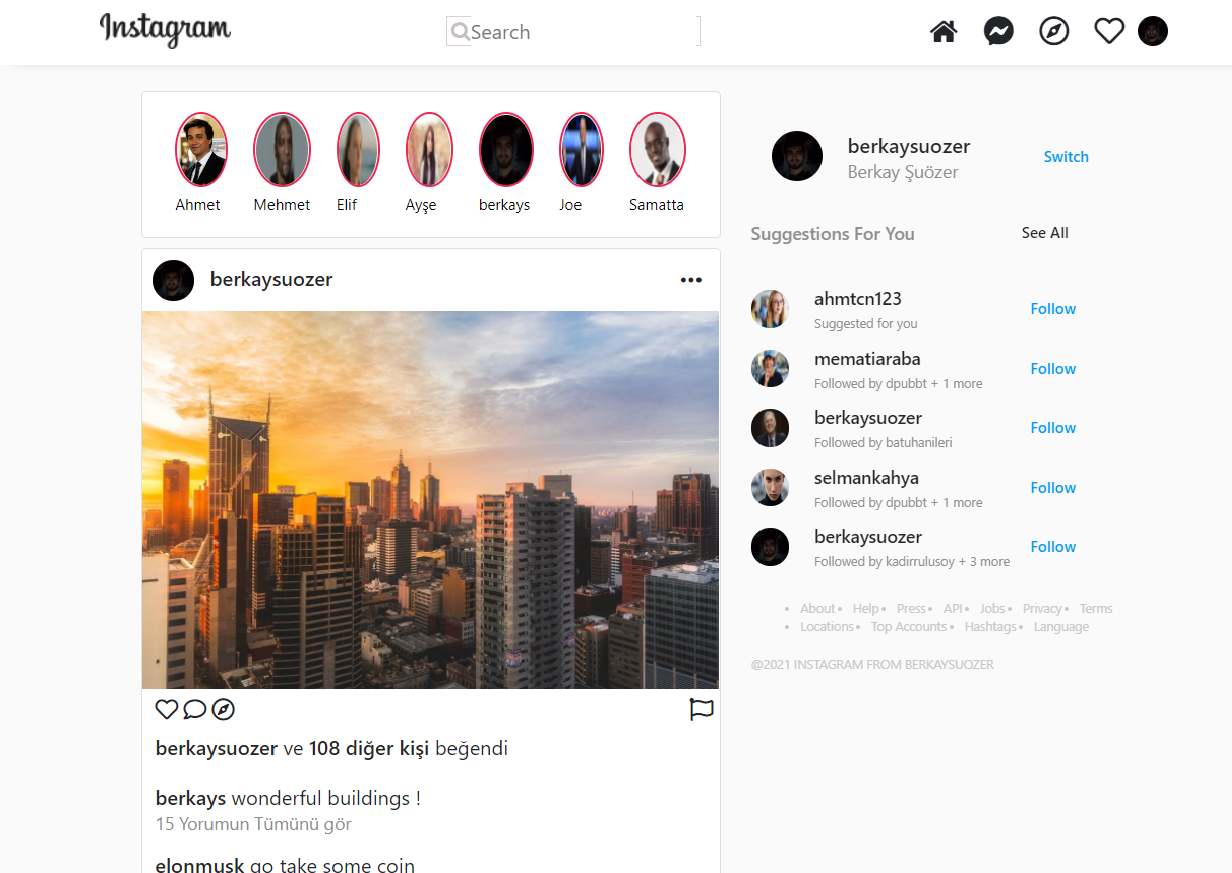 Instagram
Search
Ahmet Mehmet Elif Ayşe berkays Joe Samatta
berkaysuozer
Berkay Şuözer
Switch
Suggestions For You See All
ahmtcn123
Suggested for you
Follow
mematiaraba
Followed by dpubbt + 1 more
Follow
berkaysuozer
Followed by batuhanileri
Follow
selmankahya
Followed by dpubbt + 1 more
Follow
berkaysuozer
Followed by kadirrulusoy + 3 more
Follow
• About • Help • Press • API • Jobs • Privacy • Terms
• Locations • Top Accounts • Hashtags • Language
@2021 INSTAGRAM FROM BERKAYSUOZER
berkaysuozer
berkaysuozer ve 108 diğer kişi beğendi
berkays wonderful buildings !
15 Yorumun Tümünü gör
elonmusk go take some coin